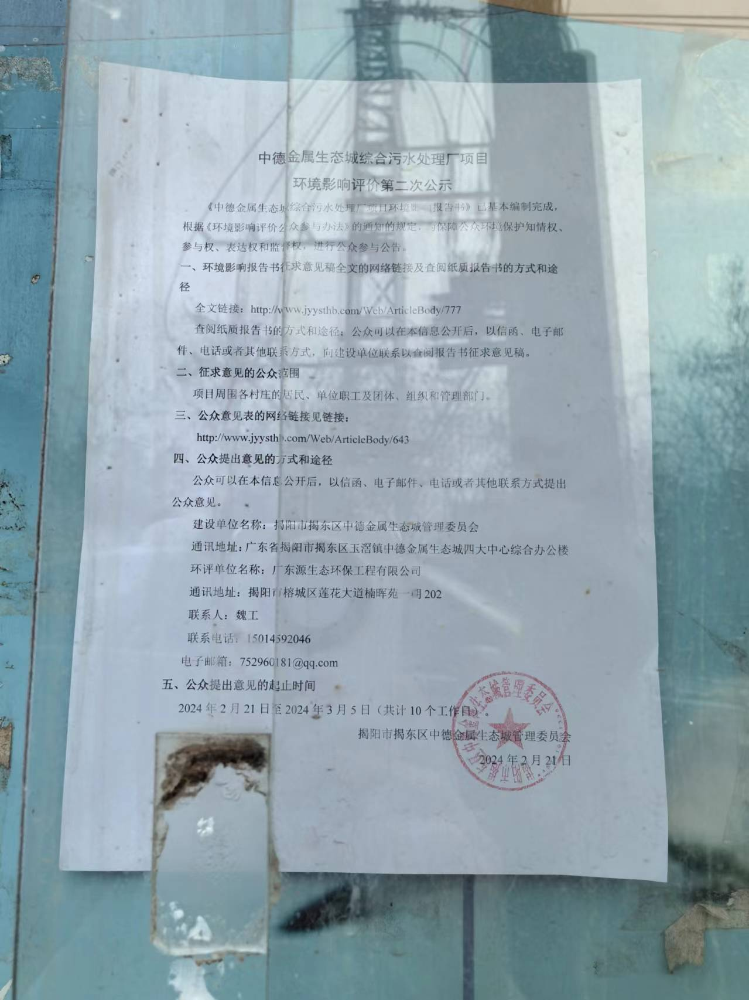 中德金属生态城综合污水处理厂项目
环境影响评价第二次公示
《中德金属生态城综合污水处理厂项目环境影响报告书》已基本编制完成，
根据《环境影响评价公众参与办法》的通知的规定，为保障公众环境保护知情权、
参与权、表达权和监督权，进行公众参与公告。
一、环境影响报告书征求意见稿全文的网络链接及查阅纸质报告书的方式和途
径
全文链接：http://www.jyysthb.com/Web/ArticleBody/777
查阅纸质报告书的方式和途径：公众可以在本信息公开后，以信函、电子邮
件、电话或者其他联系方式，向建设单位联系以查阅报告书征求意见稿。
二、征求意见的公众范围
项目周围各村庄的居民、单位职工及团体、组织和管理部门。
三、公众意见表的网络链接见链接：
http://www.jyysthb.com/Web/ArticleBody/643
四、公众提出意见的方式和途径
公众可以在本信息公开后，以信函、电子邮件、电话或者其他联系方式提出
公众意见。
建设单位名称：揭阳市揭东区中德金属生态城管理委员会
通讯地址：广东省揭阳市揭东区玉滘镇中德金属生态城四大中心综合办公楼
环评单位名称：广东源生态环保工程有限公司
通讯地址：揭阳市榕城区莲花大道楠晖苑一期 202
联系人：魏工
联系电话：15014592046
电子邮箱：752960181@qq.com
五、公众提出意见的起止时间
2024 年 2 月 21 日至 2024 年 3 月 5 日（共计 10 个工作日）。
揭阳市揭东区中德金属生态城管理委员会
2024 年 2 月 21 日
揭阳市揭东区中德金属生态城管理委员会